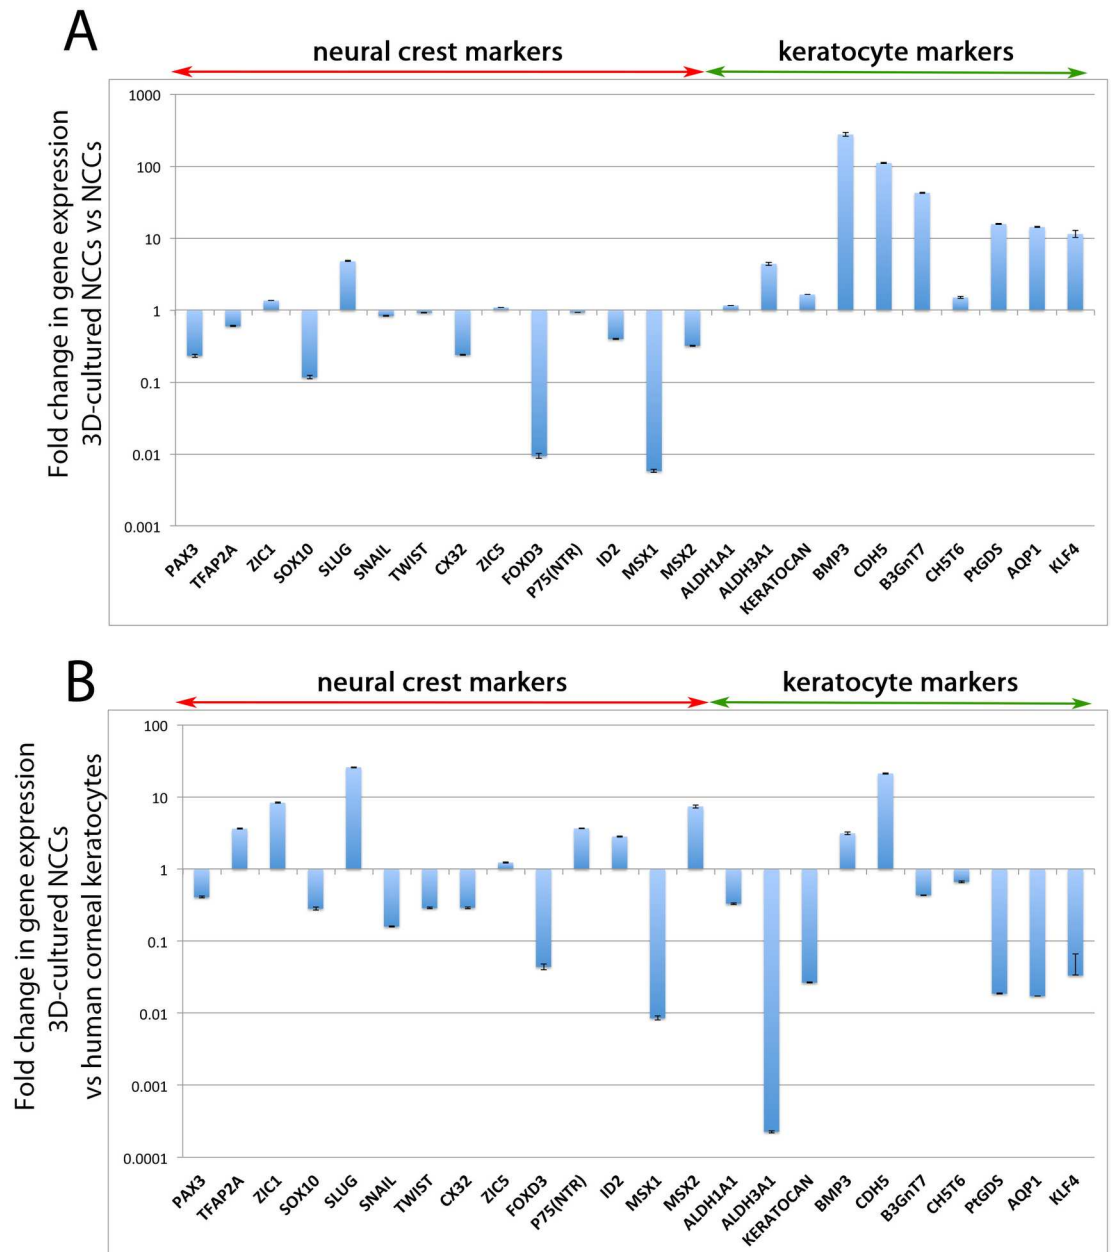 A
neural crest markers
keratocyte markers
Fold change in gene expression
3D-cultured NCCs vs NCCs
1000
100
10
1
0.1
0.01
0.001
PAX3
TFAP2A
ZIC1
SOX10
SLUG
SNAIL
TWIST
CX32
ZIC5
FOXD3
P75(NTR)
ID2
MSX1
MSX2
ALDH1A1
ALDH3A1
KERATOCAN
BMP3
CDH5
B3GnT7
CH5T6
PtGDS
AQP1
KLF4
B
neural crest markers
keratocyte markers
Fold change in gene expression
3D-cultured NCCs
vs human corneal keratocytes
100
10
1
0.1
0.01
0.001
0.0001
PAX3
TFAP2A
ZIC1
SOX10
SLUG
SNAIL
TWIST
CX32
ZIC5
FOXD3
P75(NTR)
ID2
MSX1
MSX2
ALDH1A1
ALDH3A1
KERATOCAN
BMP3
CDH5
B3GnT7
CH5T6
PtGDS
AQP1
KLF4